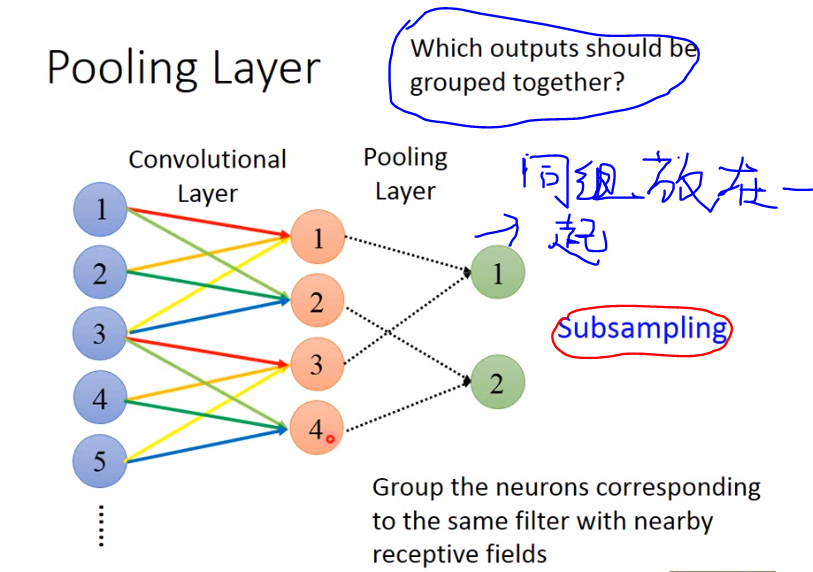 Pooling Layer
Which outputs should be
grouped together?
Convolutional
Layer
Pooling
Layer
同组放在一
起
1
2
3
4
5
1
2
3
4
1
2
Subsampling
Group the neurons corresponding
to the same filter with nearby
receptive fields